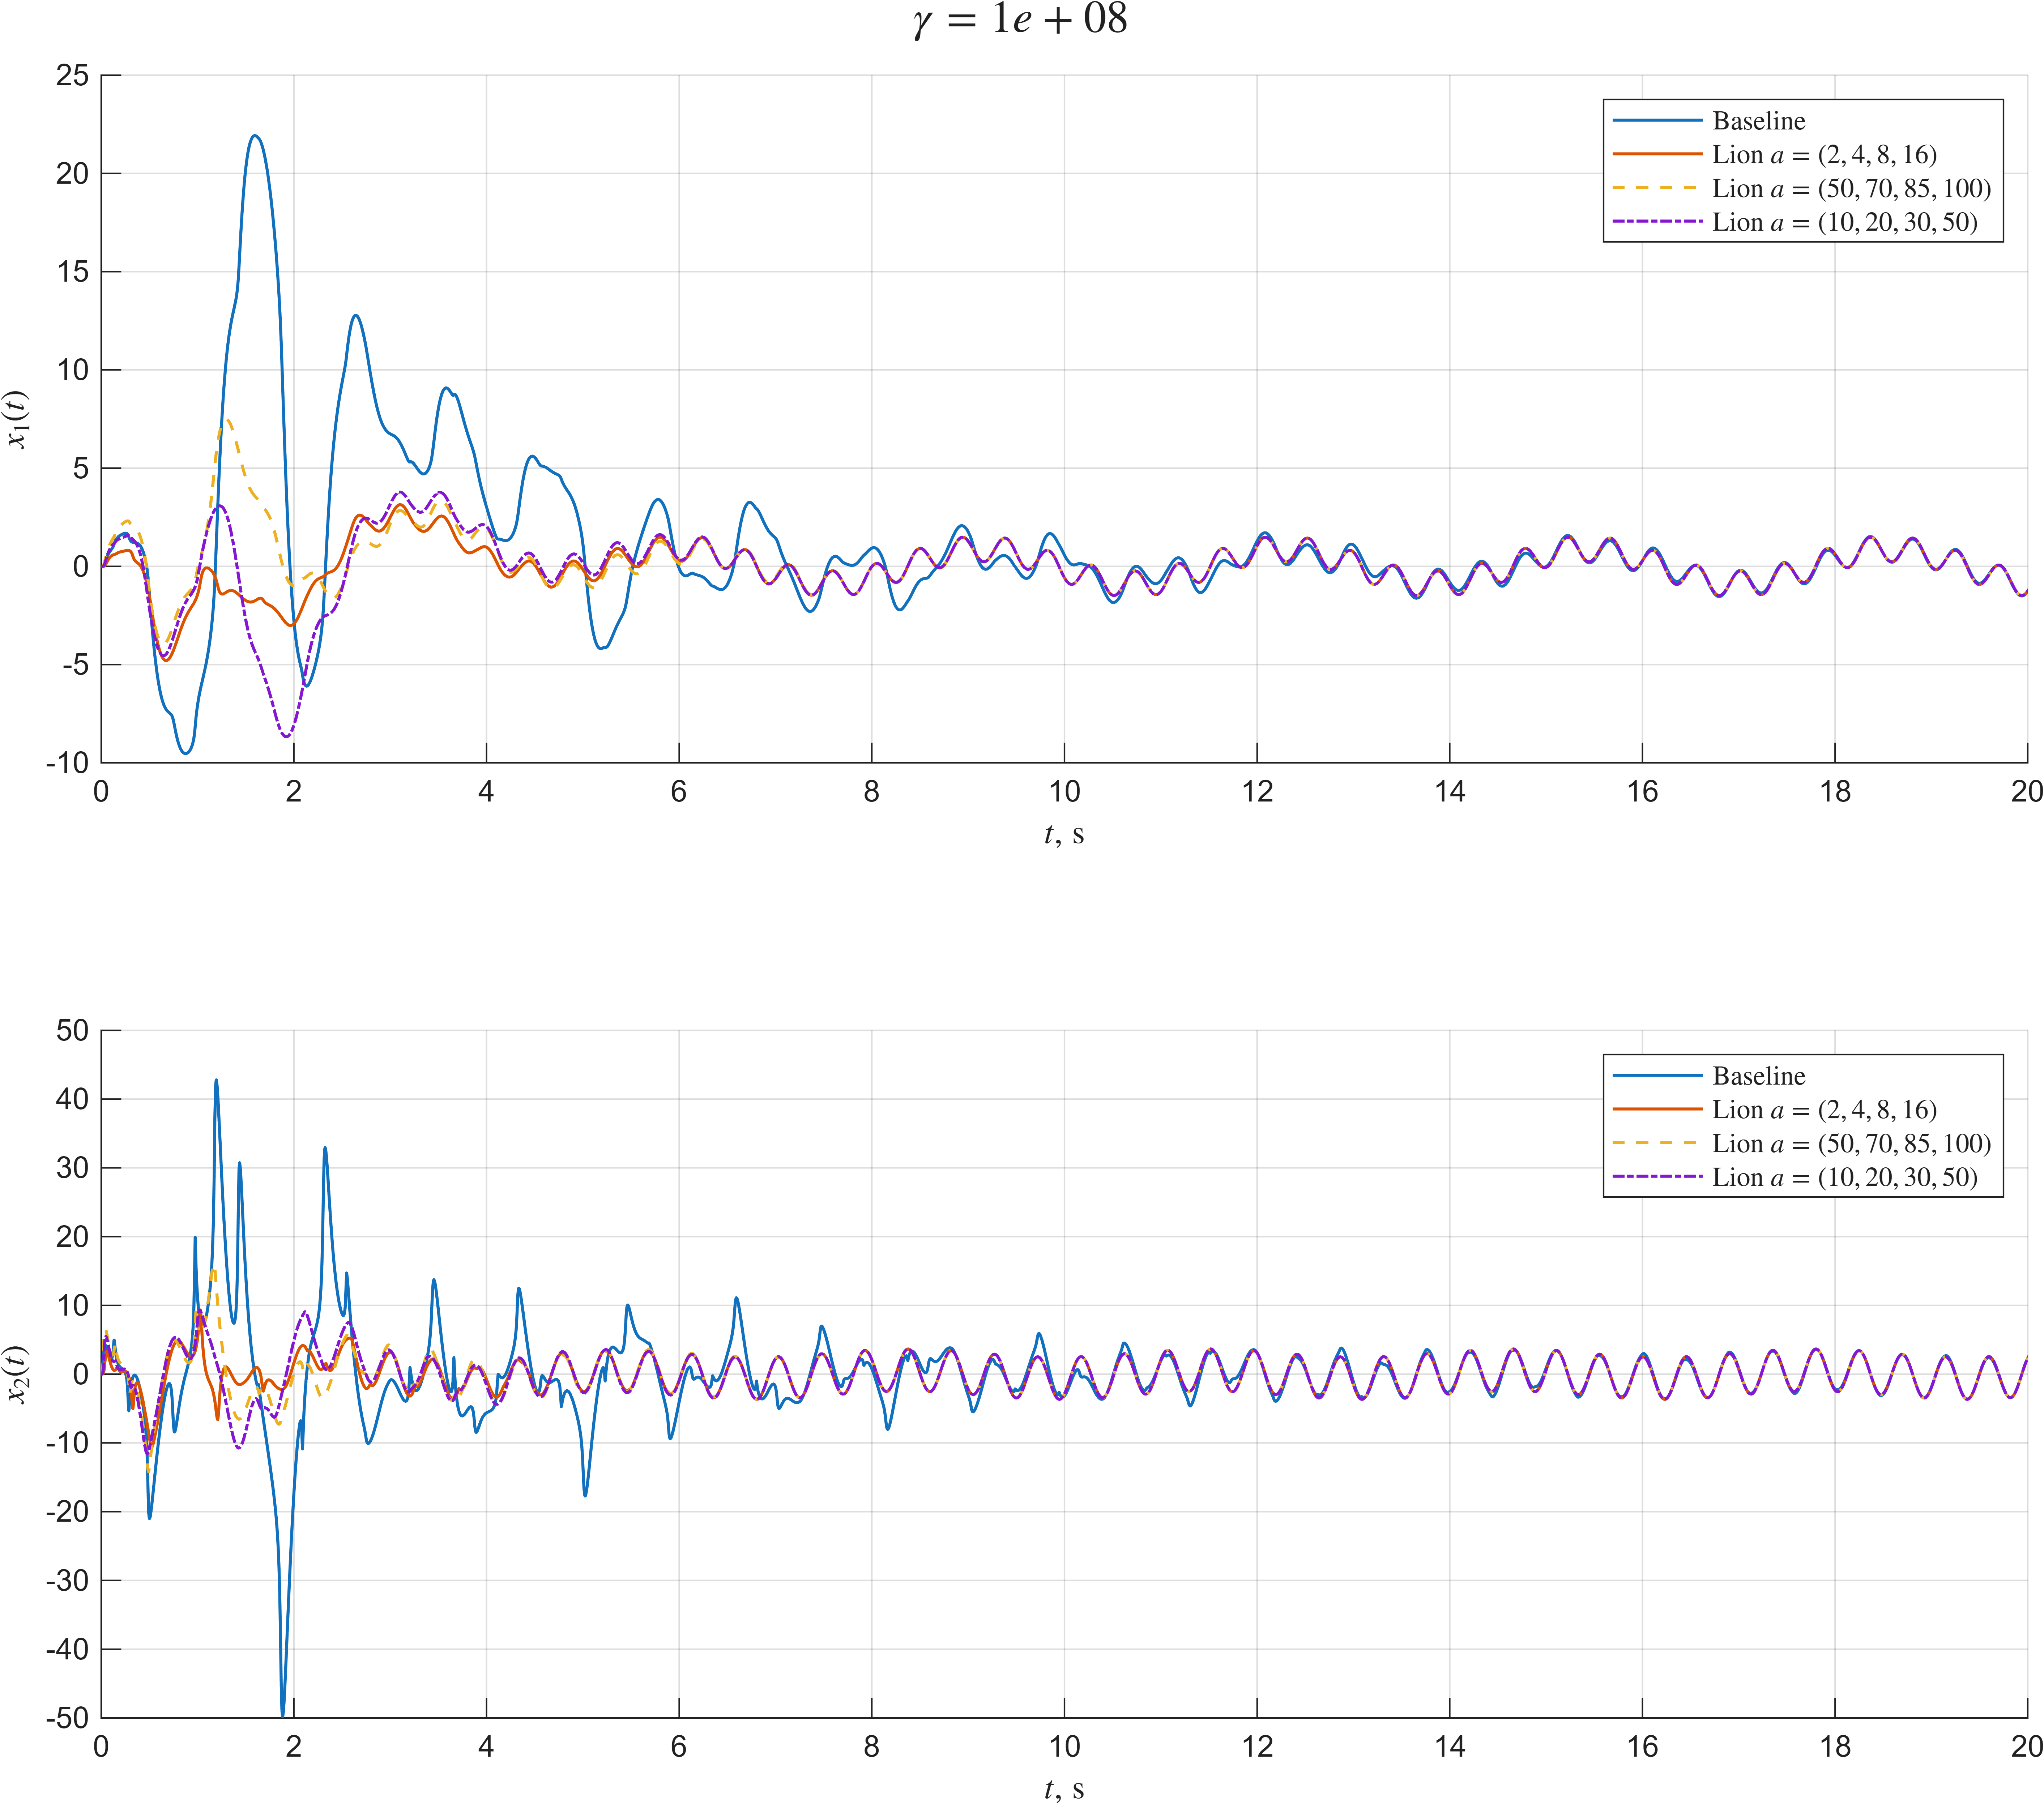 γ = 1e + 08
25
20
15
10
5
0
-5
-10
x₁(t)
0 2 4 6 8 10 12 14 16 18 20
t, s
Baseline
Lion a = (2, 4, 8, 16)
Lion a = (50, 70, 85, 100)
Lion a = (10, 20, 30, 50)
50
40
30
20
10
0
-10
-20
-30
-40
-50
x₂(t)
0 2 4 6 8 10 12 14 16 18 20
t, s
Baseline
Lion a = (2, 4, 8, 16)
Lion a = (50, 70, 85, 100)
Lion a = (10, 20, 30, 50)